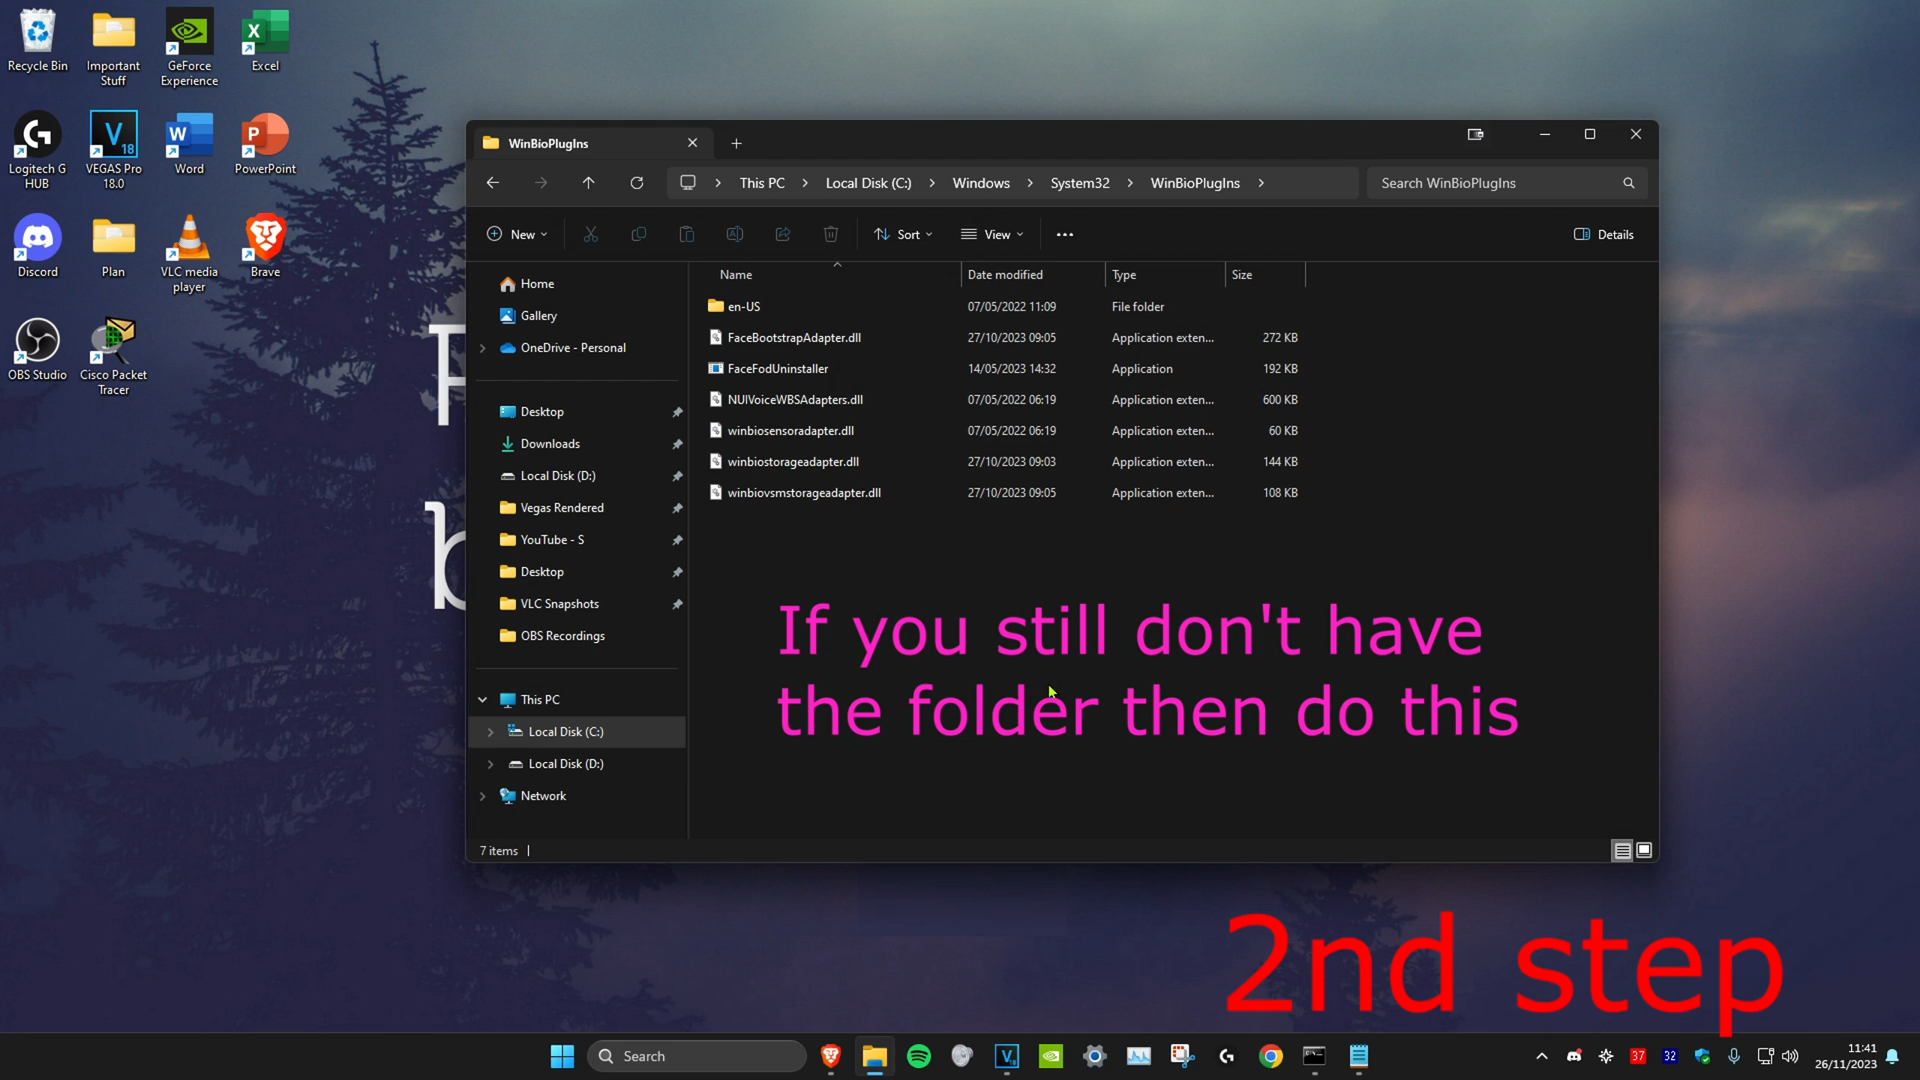 Recycle Bin
Important
Stuff
GeForce
Experience
Excel
Logitech G
HUB
VEGAS Pro
18.0
Word
PowerPoint
Discord
Plan
VLC media
player
Brave
OBS Studio
Cisco Packet
Tracer
WinBioPlugIns
This PC
Local Disk (C:)
Windows
System32
WinBioPlugIns
Search WinBioPlugIns
New
Sort
View
Details
Home
Gallery
OneDrive - Personal
Desktop
Downloads
Local Disk (D:)
Vegas Rendered
YouTube - S
Desktop
VLC Snapshots
OBS Recordings
This PC
Local Disk (C:)
Local Disk (D:)
Network
Name Date modified Type Size
en-US 07/05/2022 11:09 File folder
FaceBootstrapAdapter.dll 27/10/2023 09:05 Application exten... 272 KB
FaceFodUninstaller 14/05/2023 14:32 Application 192 KB
NUIVoiceWBSAdapters.dll 07/05/2022 06:19 Application exten... 600 KB
winbiosensoradapter.dll 07/05/2022 06:19 Application exten... 60 KB
winbiostorageadapter.dll 27/10/2023 09:03 Application exten... 144 KB
winbiovsmstorageadapter.dll 27/10/2023 09:05 Application exten... 108 KB
If you still don't have
the folder then do this
7 items
2nd step
Search
37
32
11:41
26/11/2023